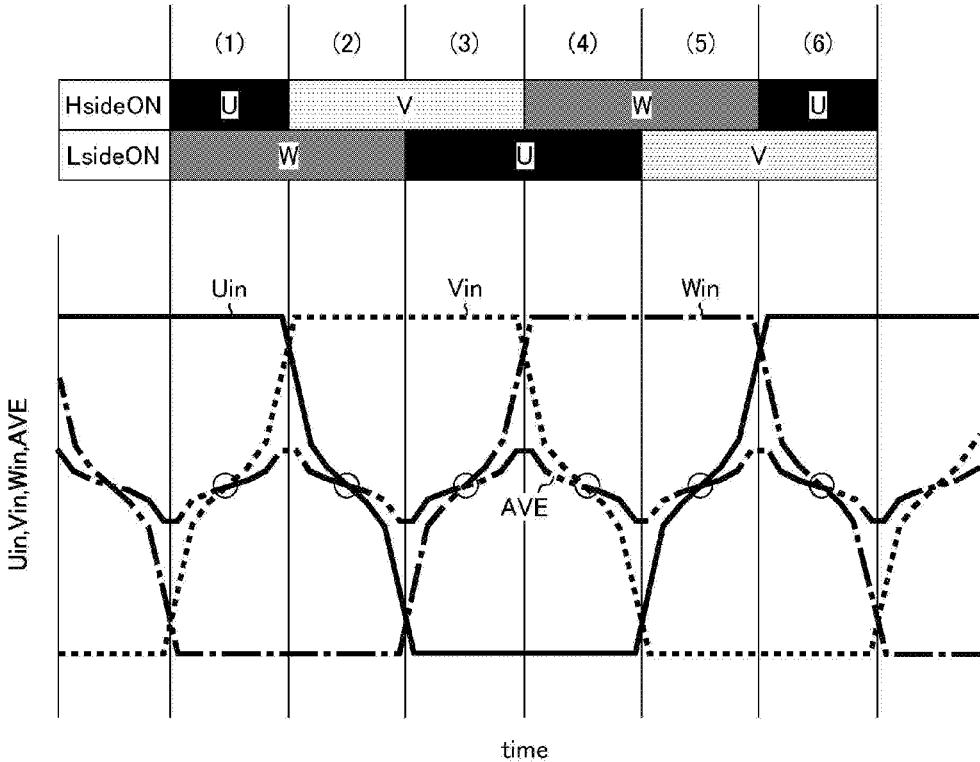 (1) (2) (3) (4) (5) (6)
HsideON U V W U
LsideON W U V
Uin Vin Win
AVE
Uin,Vin,Win,AVE
time